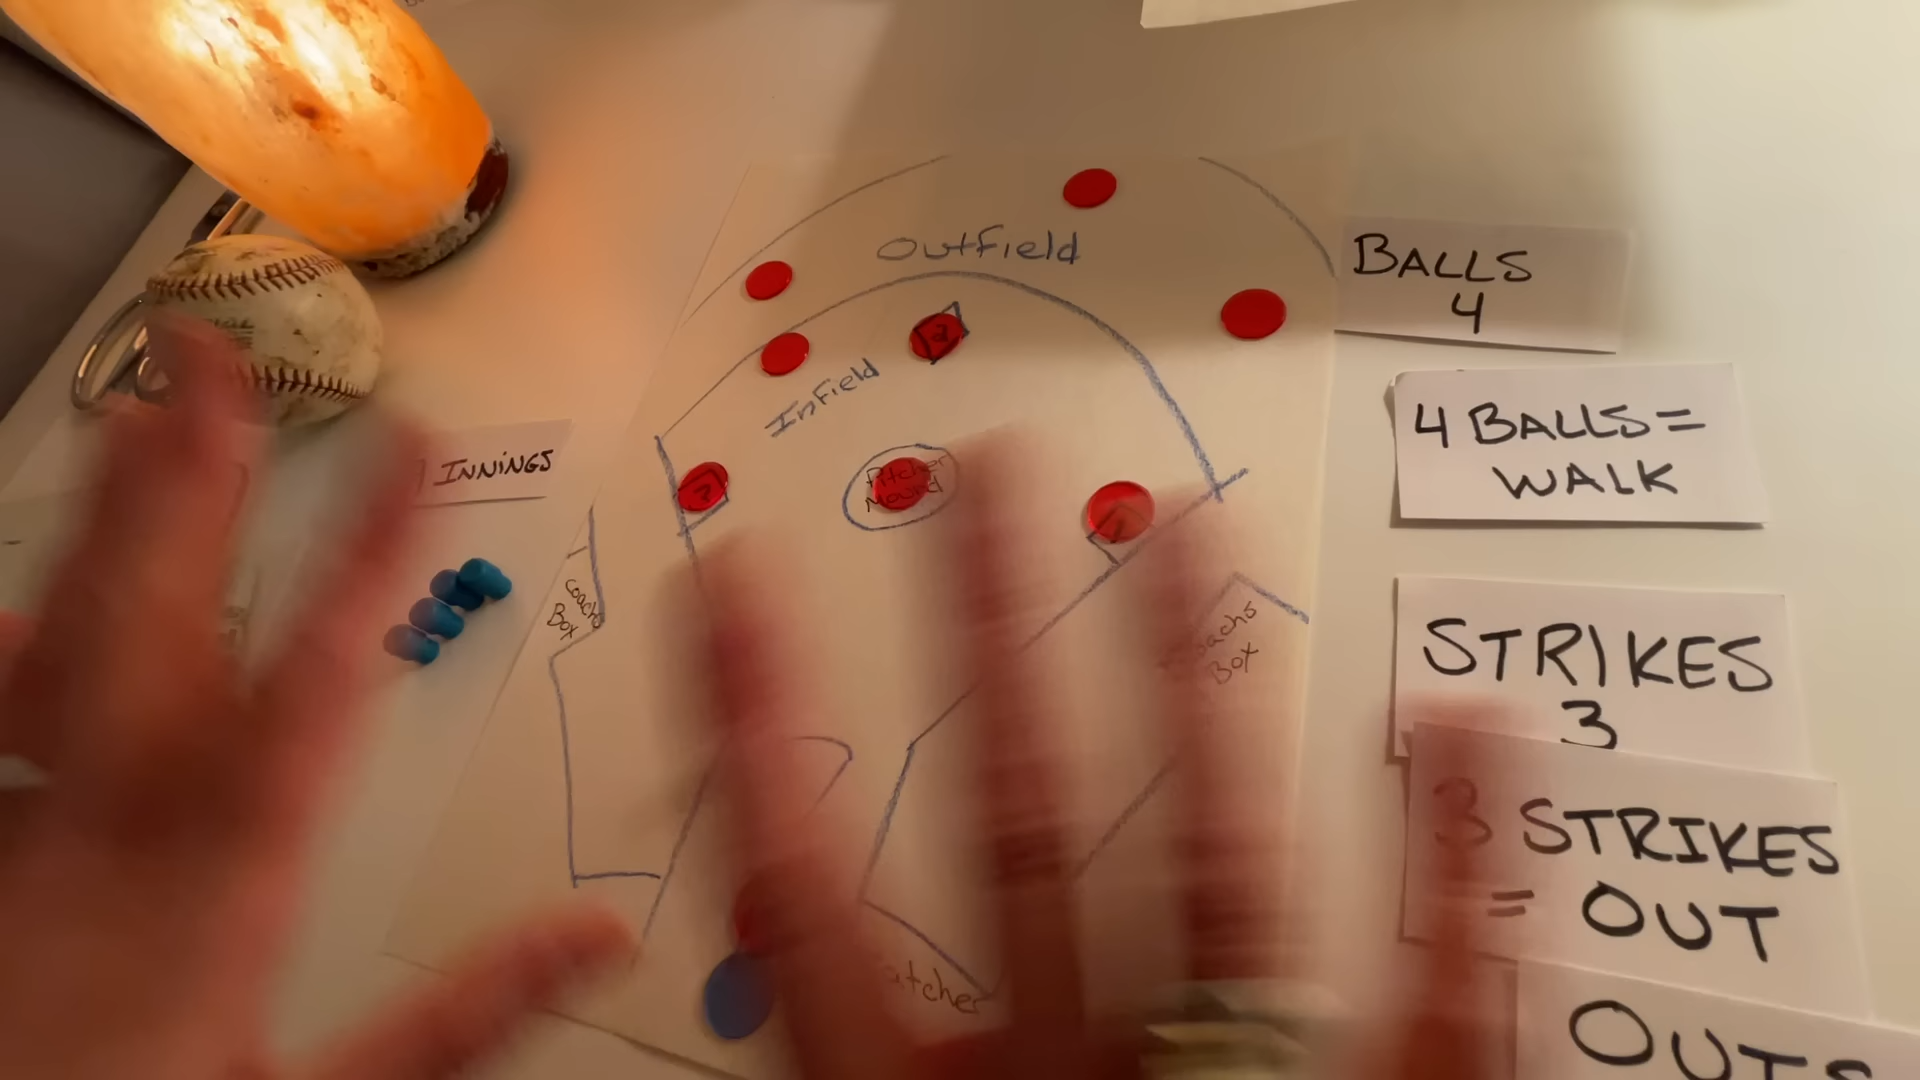 Outfield
2
Infield
Pitcher
Mound
INNINGS
Coachs
Box
Box
BALLS
4
4 BALLS =
WALK
STRIKES
3
3 STRIKES
= OUT
OUTS